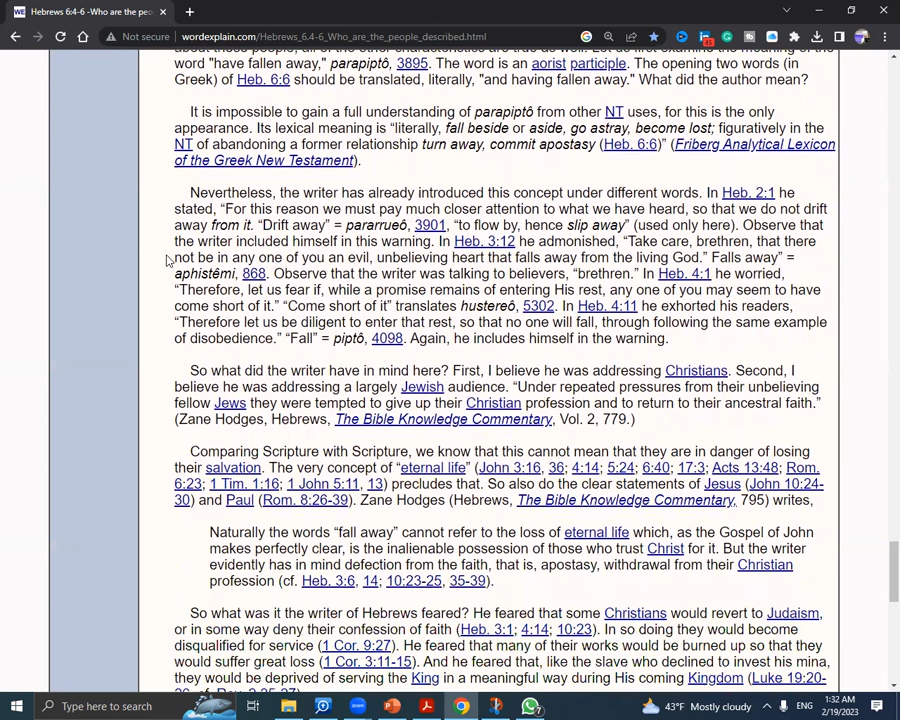 Hebrews 6:4-6 -Who are the peo
Not secure
wordexplain.com/Hebrews_6.4-6_Who_are_the_people_described.html
45
word "have fallen away," parapiptô, 3895. The word is an aorist participle. The opening two words (in
Greek) of Heb. 6:6 should be translated, literally, "and having fallen away." What did the author mean?
It is impossible to gain a full understanding of parapiptô from other NT uses, for this is the only
appearance. Its lexical meaning is “literally, fall beside or aside, go astray, become lost; figuratively in the
NT of abandoning a former relationship turn away, commit apostasy (Heb. 6:6)” (Friberg Analytical Lexicon
of the Greek New Testament).
Nevertheless, the writer has already introduced this concept under different words. In Heb. 2:1 he
stated, “For this reason we must pay much closer attention to what we have heard, so that we do not drift
away from it. “Drift away” = pararrueô, 3901, “to flow by, hence slip away” (used only here). Observe that
the writer included himself in this warning. In Heb. 3:12 he admonished, “Take care, brethren, that there
not be in any one of you an evil, unbelieving heart that falls away from the living God.” Falls away” =
aphistêmi, 868. Observe that the writer was talking to believers, “brethren.” In Heb. 4:1 he worried,
“Therefore, let us fear if, while a promise remains of entering His rest, any one of you may seem to have
come short of it.” “Come short of it” translates hustereô, 5302. In Heb. 4:11 he exhorted his readers,
“Therefore let us be diligent to enter that rest, so that no one will fall, through following the same example
of disobedience.” “Fall” = piptô, 4098. Again, he includes himself in the warning.
So what did the writer have in mind here? First, I believe he was addressing Christians. Second, I
believe he was addressing a largely Jewish audience. “Under repeated pressures from their unbelieving
fellow Jews they were tempted to give up their Christian profession and to return to their ancestral faith.”
(Zane Hodges, Hebrews, The Bible Knowledge Commentary, Vol. 2, 779.)
Comparing Scripture with Scripture, we know that this cannot mean that they are in danger of losing
their salvation. The very concept of “eternal life” (John 3:16, 36; 4:14; 5:24; 6:40; 17:3; Acts 13:48; Rom.
6:23; 1 Tim. 1:16; 1 John 5:11, 13) precludes that. So also do the clear statements of Jesus (John 10:24-
30) and Paul (Rom. 8:26-39). Zane Hodges (Hebrews, The Bible Knowledge Commentary, 795) writes,
Naturally the words “fall away” cannot refer to the loss of eternal life which, as the Gospel of John
makes perfectly clear, is the inalienable possession of those who trust Christ for it. But the writer
evidently has in mind defection from the faith, that is, apostasy, withdrawal from their Christian
profession (cf. Heb. 3:6, 14; 10:23-25, 35-39).
So what was it the writer of Hebrews feared? He feared that some Christians would revert to Judaism,
or in some way deny their confession of faith (Heb. 3:1; 4:14; 10:23). In so doing they would become
disqualified for service (1 Cor. 9:27). He feared that many of their works would be burned up so that they
would suffer great loss (1 Cor. 3:11-15). And he feared that, like the slave who declined to invest his mina,
they would be deprived of serving the King in a meaningful way during His coming Kingdom (Luke 19:20-
Type here to search
zoom
7
43°F Mostly cloudy
ENG
1:32 AM
2/19/2023